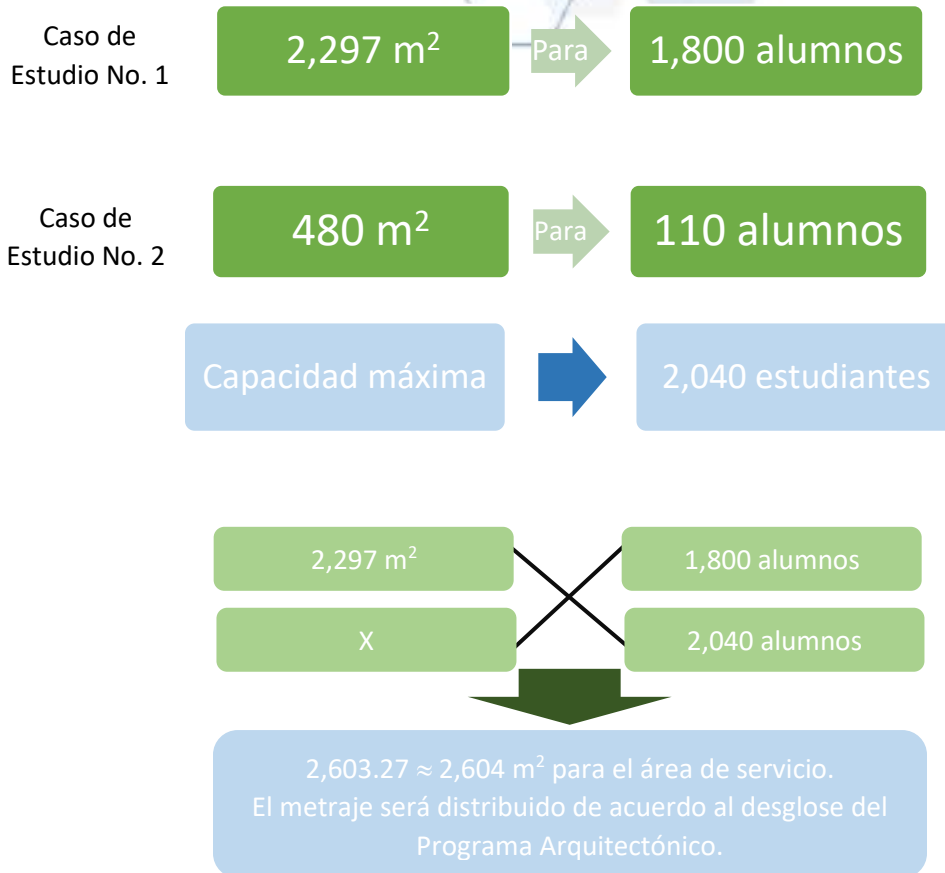 Caso de
Estudio No. 1
2,297 m²
Para
1,800 alumnos
Caso de
Estudio No. 2
480 m²
Para
110 alumnos
Capacidad máxima
2,040 estudiantes
2,297 m²
1,800 alumnos
X
2,040 alumnos
2,603.27 ≈ 2,604 m² para el área de servicio.
El metraje será distribuido de acuerdo al desglose del
Programa Arquitectónico.